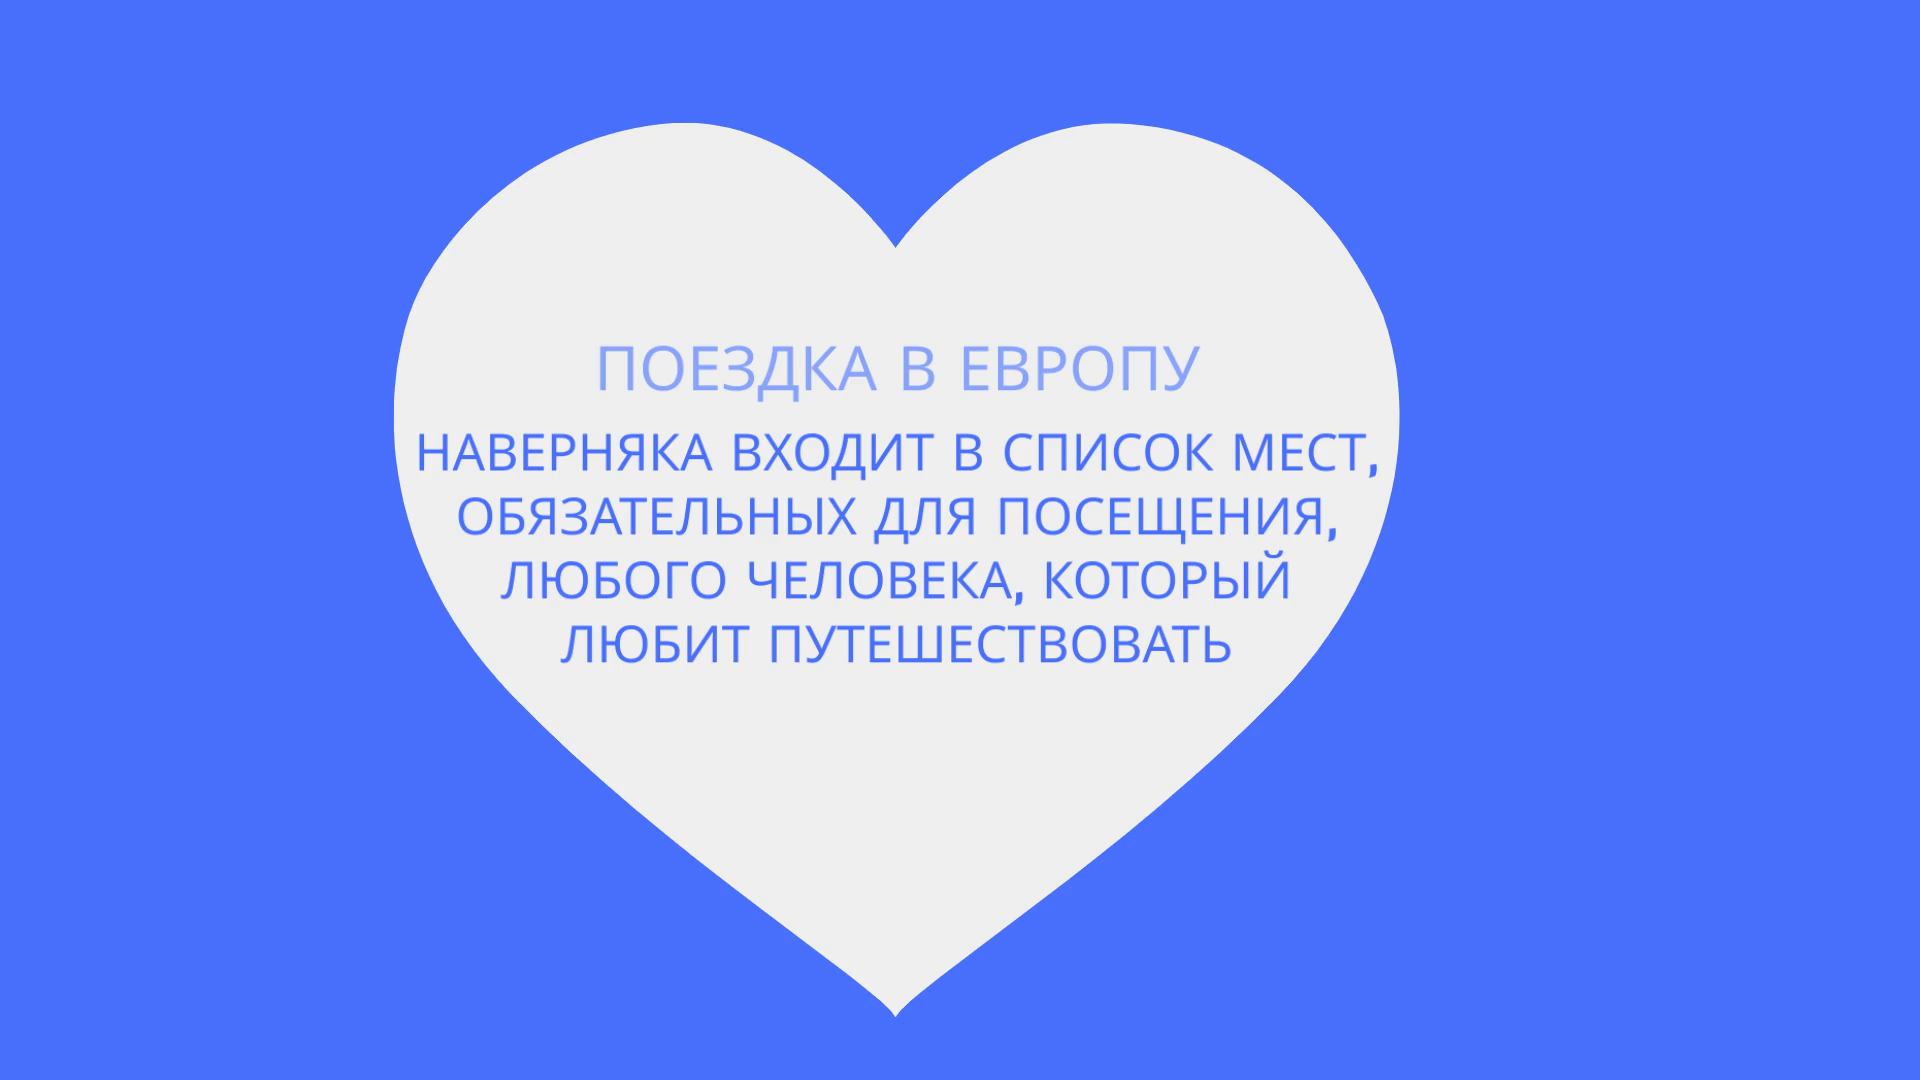 ПОЕЗДКА В ЕВРОПУ
НАВЕРНЯКА ВХОДИТ В СПИСОК МЕСТ,
ОБЯЗАТЕЛЬНЫХ ДЛЯ ПОСЕЩЕНИЯ,
ЛЮБОГО ЧЕЛОВЕКА, КОТОРЫЙ
ЛЮБИТ ПУТЕШЕСТВОВАТЬ